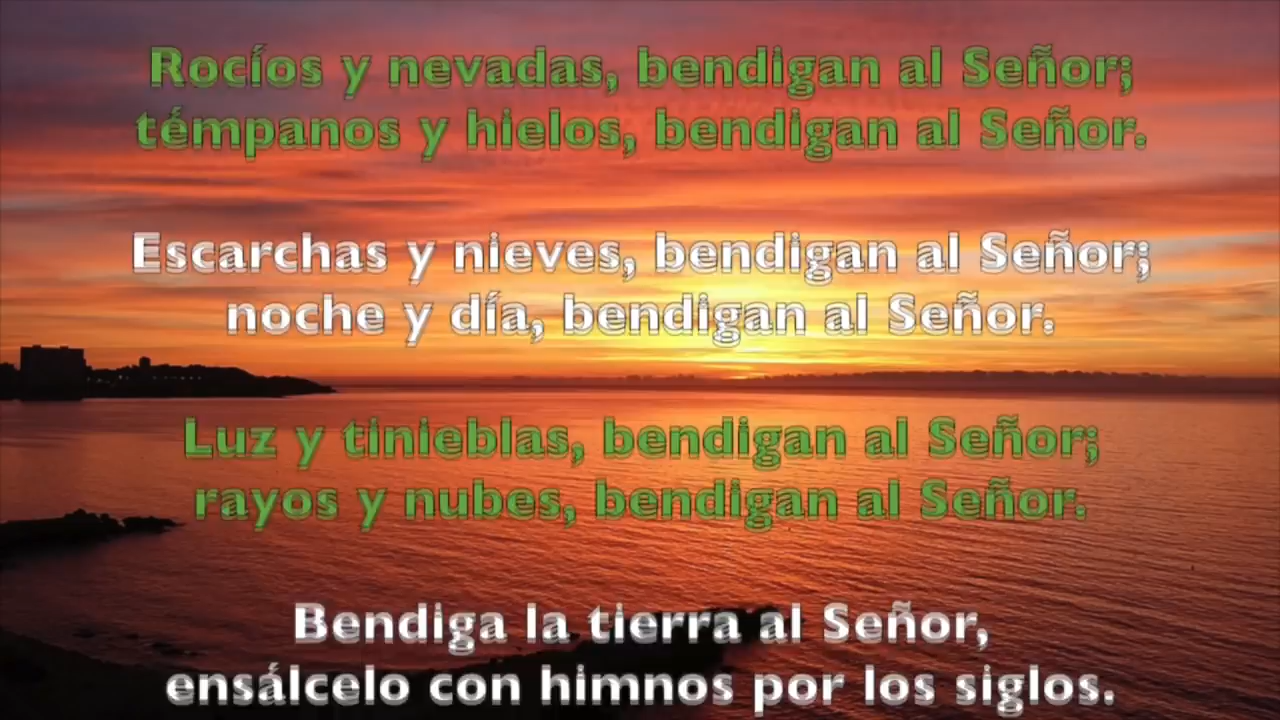 Rocíos y nevadas, bendigan al Señor;
témpanos y hielos, bendigan al Señor.
Escarchas y nieves, bendigan al Señor;
noche y día, bendigan al Señor.
Luz y tinieblas, bendigan al Señor;
rayos y nubes, bendigan al Señor.
Bendiga la tierra al Señor,
ensálcelo con himnos por los siglos.